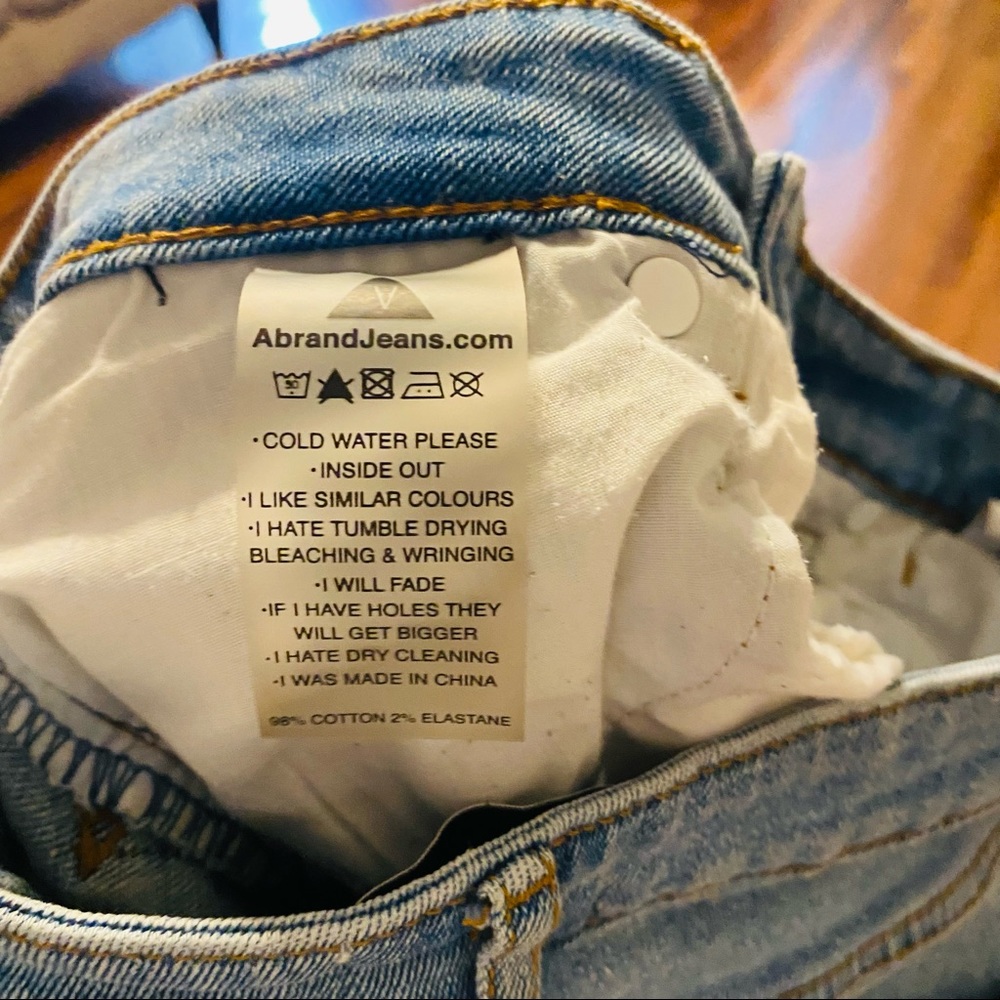 AbrandJeans.com
30
·COLD WATER PLEASE
·INSIDE OUT
·I LIKE SIMILAR COLOURS
·I HATE TUMBLE DRYING
BLEACHING & WRINGING
·I WILL FADE
·IF I HAVE HOLES THEY
WILL GET BIGGER
·I HATE DRY CLEANING
·I WAS MADE IN CHINA
98% COTTON 2% ELASTANE